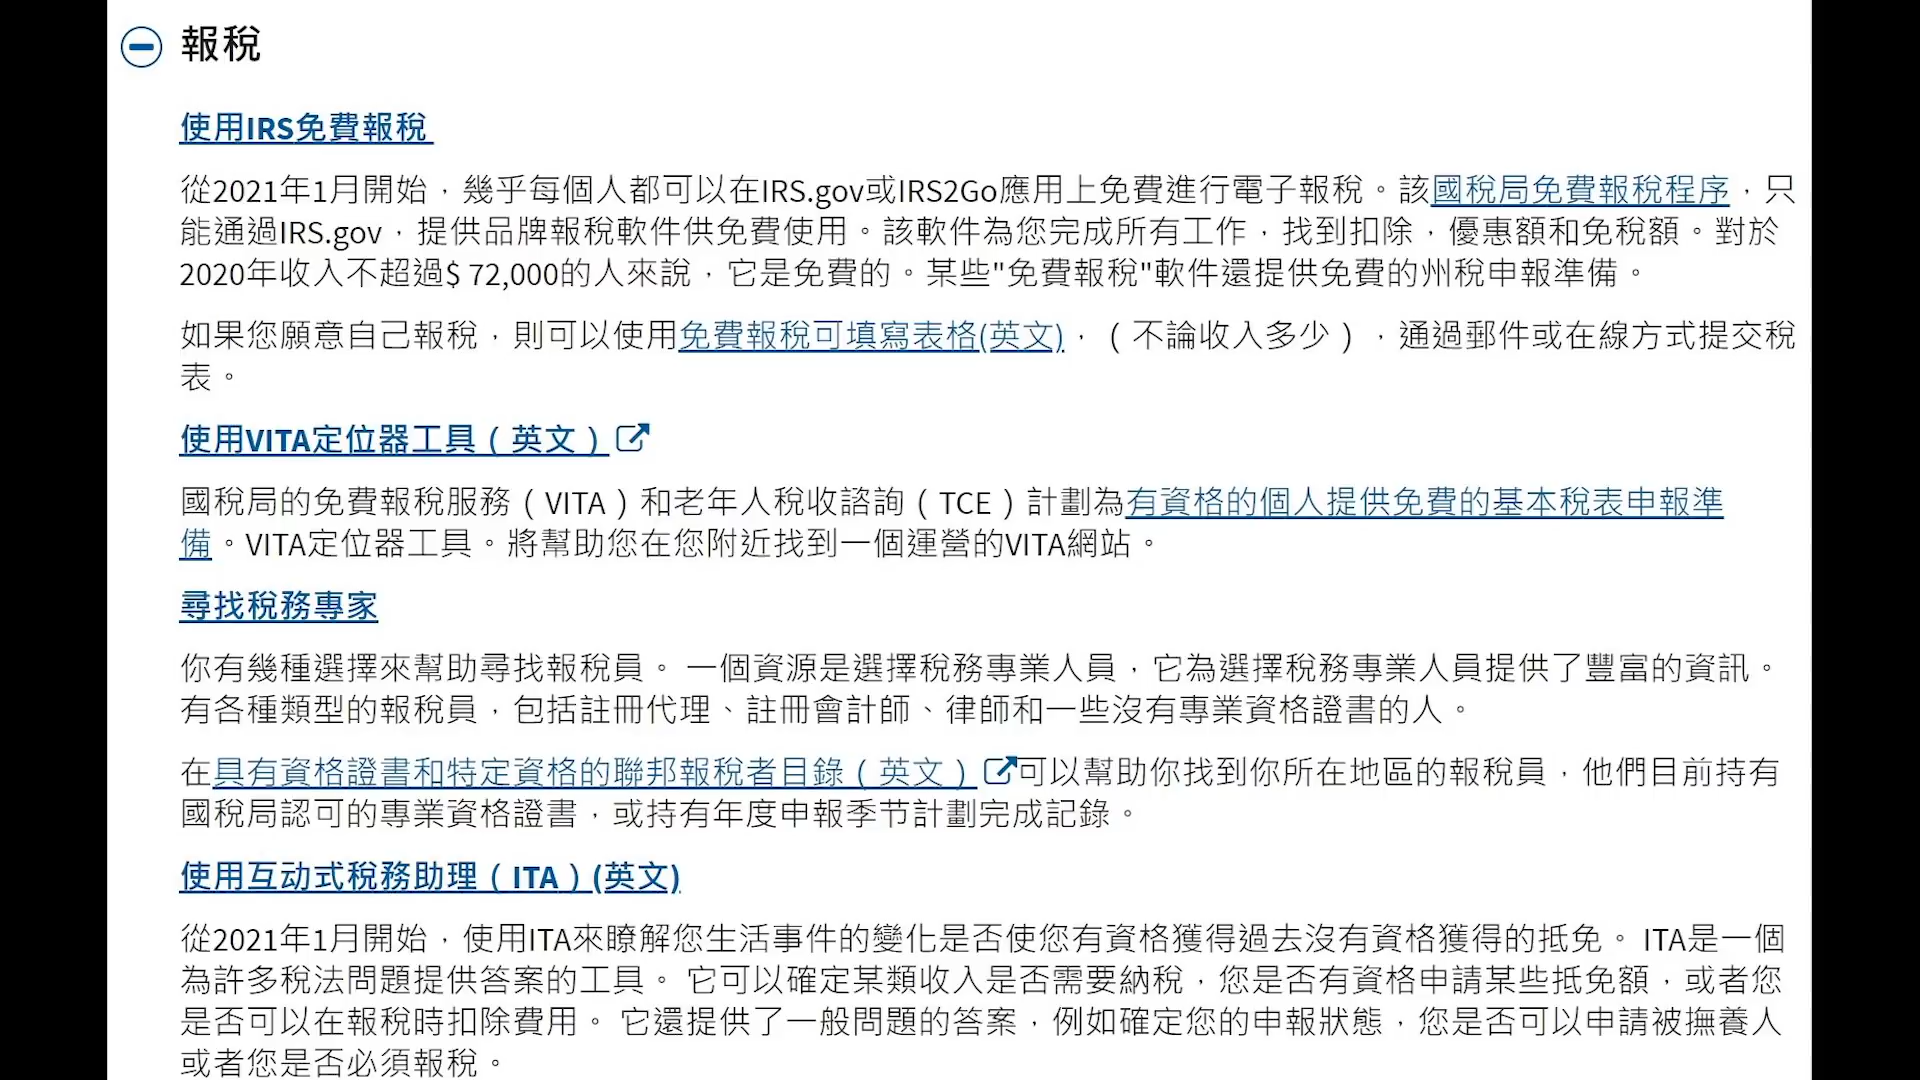 報稅
使用IRS免費報稅
從2021年1月開始，幾乎每個人都可以在IRS.gov或IRS2Go應用上免費進行電子報稅。該國稅局免費報稅程序，只
能通過IRS.gov，提供品牌報稅軟件供免費使用。該軟件為您完成所有工作，找到扣除，優惠額和免稅額。對於
2020年收入不超過$ 72,000的人來說，它是免費的。某些"免費報稅"軟件還提供免費的州稅申報準備。
如果您願意自己報稅，則可以使用免費報稅可填寫表格(英文)，（不論收入多少），通過郵件或在線方式提交稅
表。
使用VITA定位器工具（英文）
國稅局的免費報稅服務（VITA）和老年人稅收諮詢（TCE）計劃為有資格的個人提供免費的基本稅表申報準
備。VITA定位器工具。將幫助您在您附近找到一個運營的VITA網站。
尋找稅務專家
你有幾種選擇來幫助尋找報稅員。 一個資源是選擇稅務專業人員，它為選擇稅務專業人員提供了豐富的資訊。
有各種類型的報稅員，包括註冊代理、註冊會計師、律師和一些沒有專業資格證書的人。
在具有資格證書和特定資格的聯邦報稅者目錄（英文）可以幫助你找到你所在地區的報稅員，他們目前持有
國稅局認可的專業資格證書，或持有年度申報季节計劃完成記錄。
使用互动式稅務助理（ITA）(英文)
從2021年1月開始，使用ITA來瞭解您生活事件的變化是否使您有資格獲得過去沒有資格獲得的抵免。 ITA是一個
為許多稅法問題提供答案的工具。 它可以確定某類收入是否需要納稅，您是否有資格申請某些抵免額，或者您
是否可以在報稅時扣除費用。 它還提供了一般問題的答案，例如確定您的申報狀態，您是否可以申請被撫養人
或者您是否必須報稅。